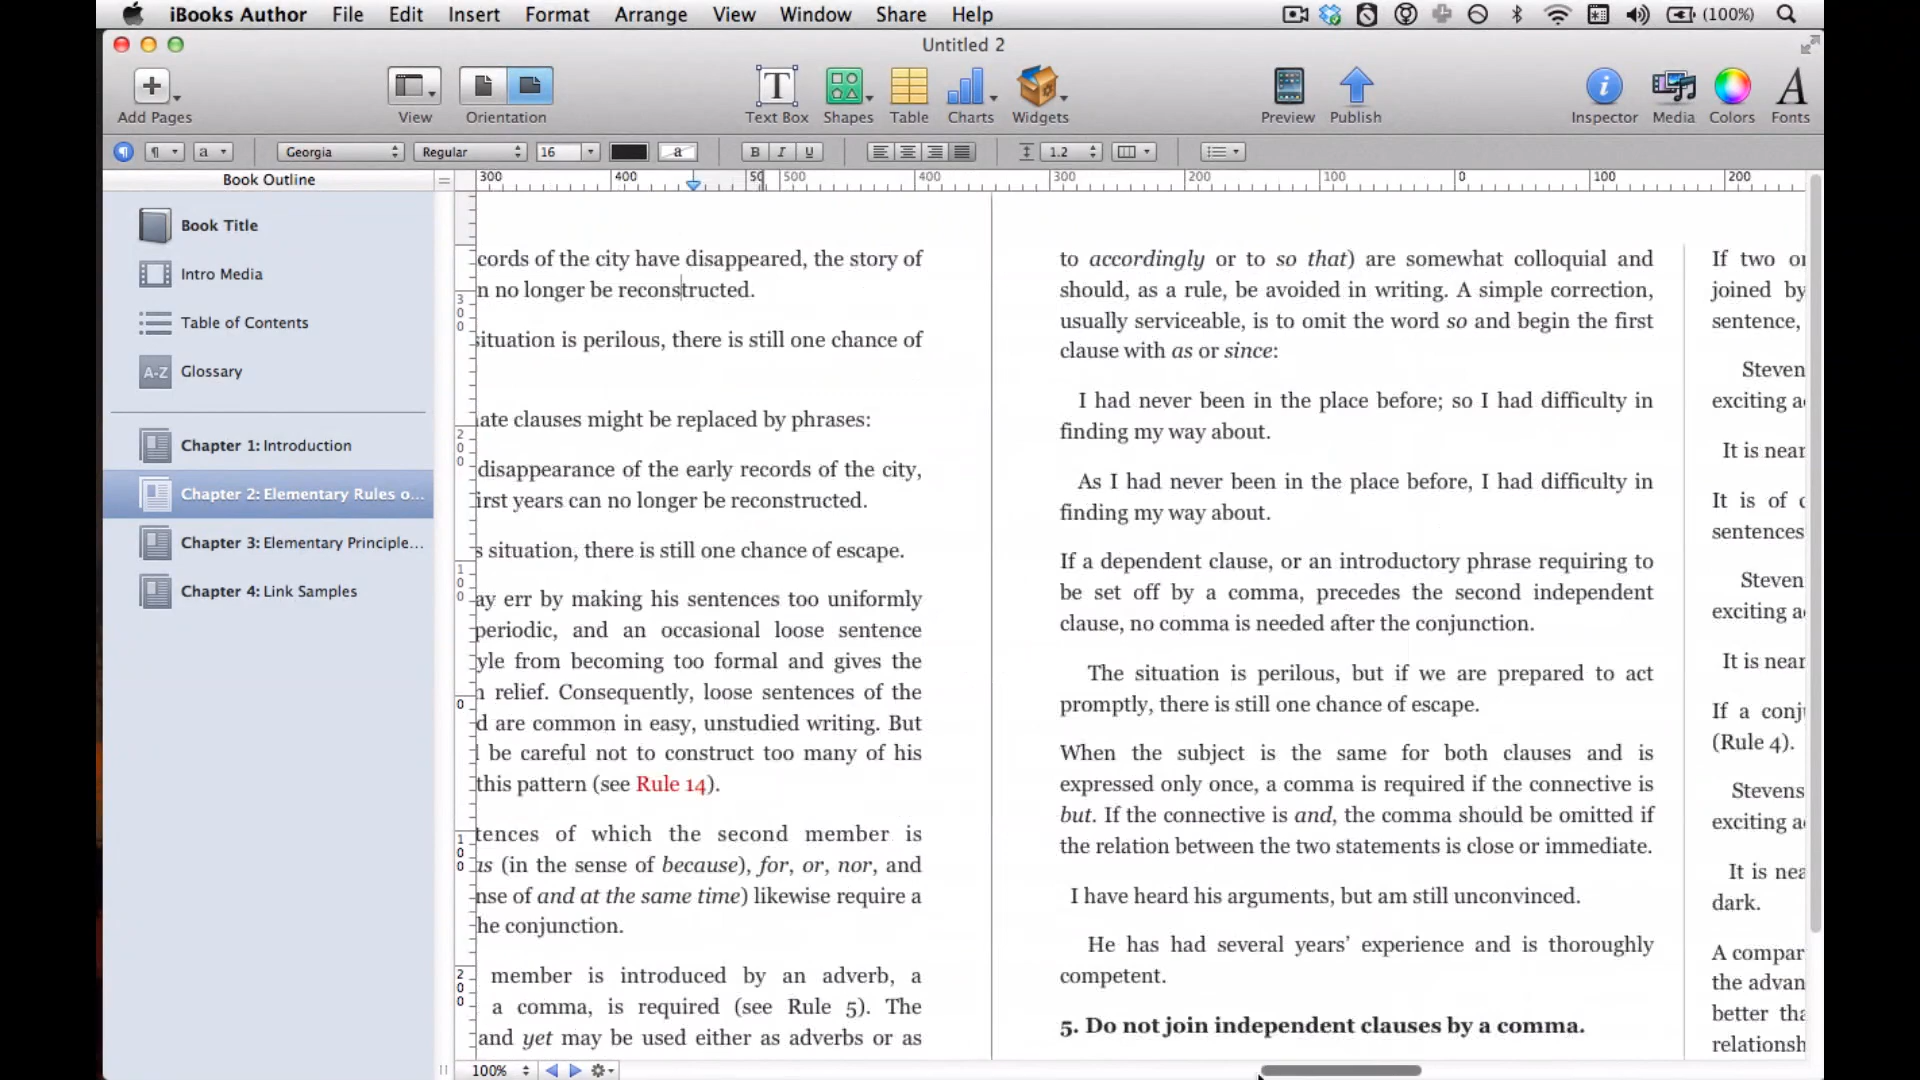 iBooks Author File Edit Insert Format Arrange View Window Share Help (100%)
Untitled 2
Add Pages View Orientation Text Box Shapes Table Charts Widgets Preview Publish Inspector Media Colors Fonts
Georgia Regular 16 a B I U 1.2
Book Outline
300 400 500 400 300 200 100 0 100 200
Book Title
Intro Media
Table of Contents
A-Z Glossary
Chapter 1: Introduction
Chapter 2: Elementary Rules o...
Chapter 3: Elementary Principle...
Chapter 4: Link Samples
cords of the city have disappeared, the story of
n no longer be reconstructed.
situation is perilous, there is still one chance of
ate clauses might be replaced by phrases:
disappearance of the early records of the city,
irst years can no longer be reconstructed.
s situation, there is still one chance of escape.
ay err by making his sentences too uniformly
periodic, and an occasional loose sentence
yle from becoming too formal and gives the
n relief. Consequently, loose sentences of the
d are common in easy, unstudied writing. But
l be careful not to construct too many of his
this pattern (see Rule 14).
tences of which the second member is
as (in the sense of because), for, or, nor, and
nse of and at the same time) likewise require a
he conjunction.
member is introduced by an adverb, a
a comma, is required (see Rule 5). The
and yet may be used either as adverbs or as
to accordingly or to so that) are somewhat colloquial and
should, as a rule, be avoided in writing. A simple correction,
usually serviceable, is to omit the word so and begin the first
clause with as or since:
I had never been in the place before; so I had difficulty in
finding my way about.
As I had never been in the place before, I had difficulty in
finding my way about.
If a dependent clause, or an introductory phrase requiring to
be set off by a comma, precedes the second independent
clause, no comma is needed after the conjunction.
The situation is perilous, but if we are prepared to act
promptly, there is still one chance of escape.
When the subject is the same for both clauses and is
expressed only once, a comma is required if the connective is
but. If the connective is and, the comma should be omitted if
the relation between the two statements is close or immediate.
I have heard his arguments, but am still unconvinced.
He has had several years’ experience and is thoroughly
competent.
5. Do not join independent clauses by a comma.
If two or
joined by
sentence,
Steven
exciting a
It is near
It is of c
sentences
Steven
exciting a
It is near
If a conj
(Rule 4).
Stevens
exciting a
It is nea
dark.
A compar
the advan
better tha
relationsh
100%